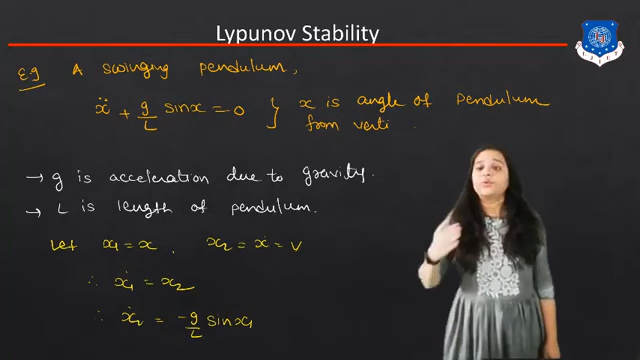 Lypunov Stability
Eg A swinging pendulum,
ẍ + g/L sinx = 0 } x is angle of pendulum
from verti
→ g is acceleration due to gravity.
→ L is length of pendulum.
Let x₁ = x , x₂ = ẋ = v
∴ ẋ₁ = x₂
∴ ẋ₂ = -g/L sinx₁